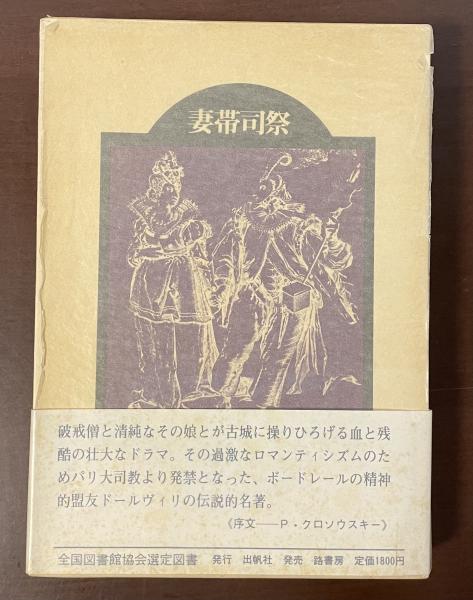 妻帯司祭
破戒僧と清純なその娘とが古城に操りひろげる血と残
酷の壮大なドラマ。その過激なロマンティシズムのた
めパリ大司教より発禁となった、ボードレールの精神
的盟友ドールヴィリの伝説的名著。
《序文――P・クロソウスキー》
全国図書館協会選定図書 発行 出帆社 発売 路書房 定価1800円